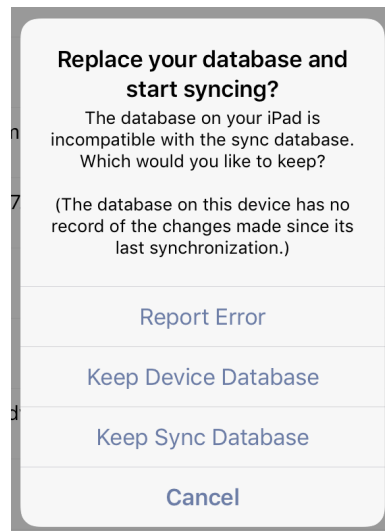 Replace your database and
start syncing?
The database on your iPad is
incompatible with the sync database.
Which would you like to keep?
(The database on this device has no
record of the changes made since its
last synchronization.)
Report Error
Keep Device Database
Keep Sync Database
Cancel